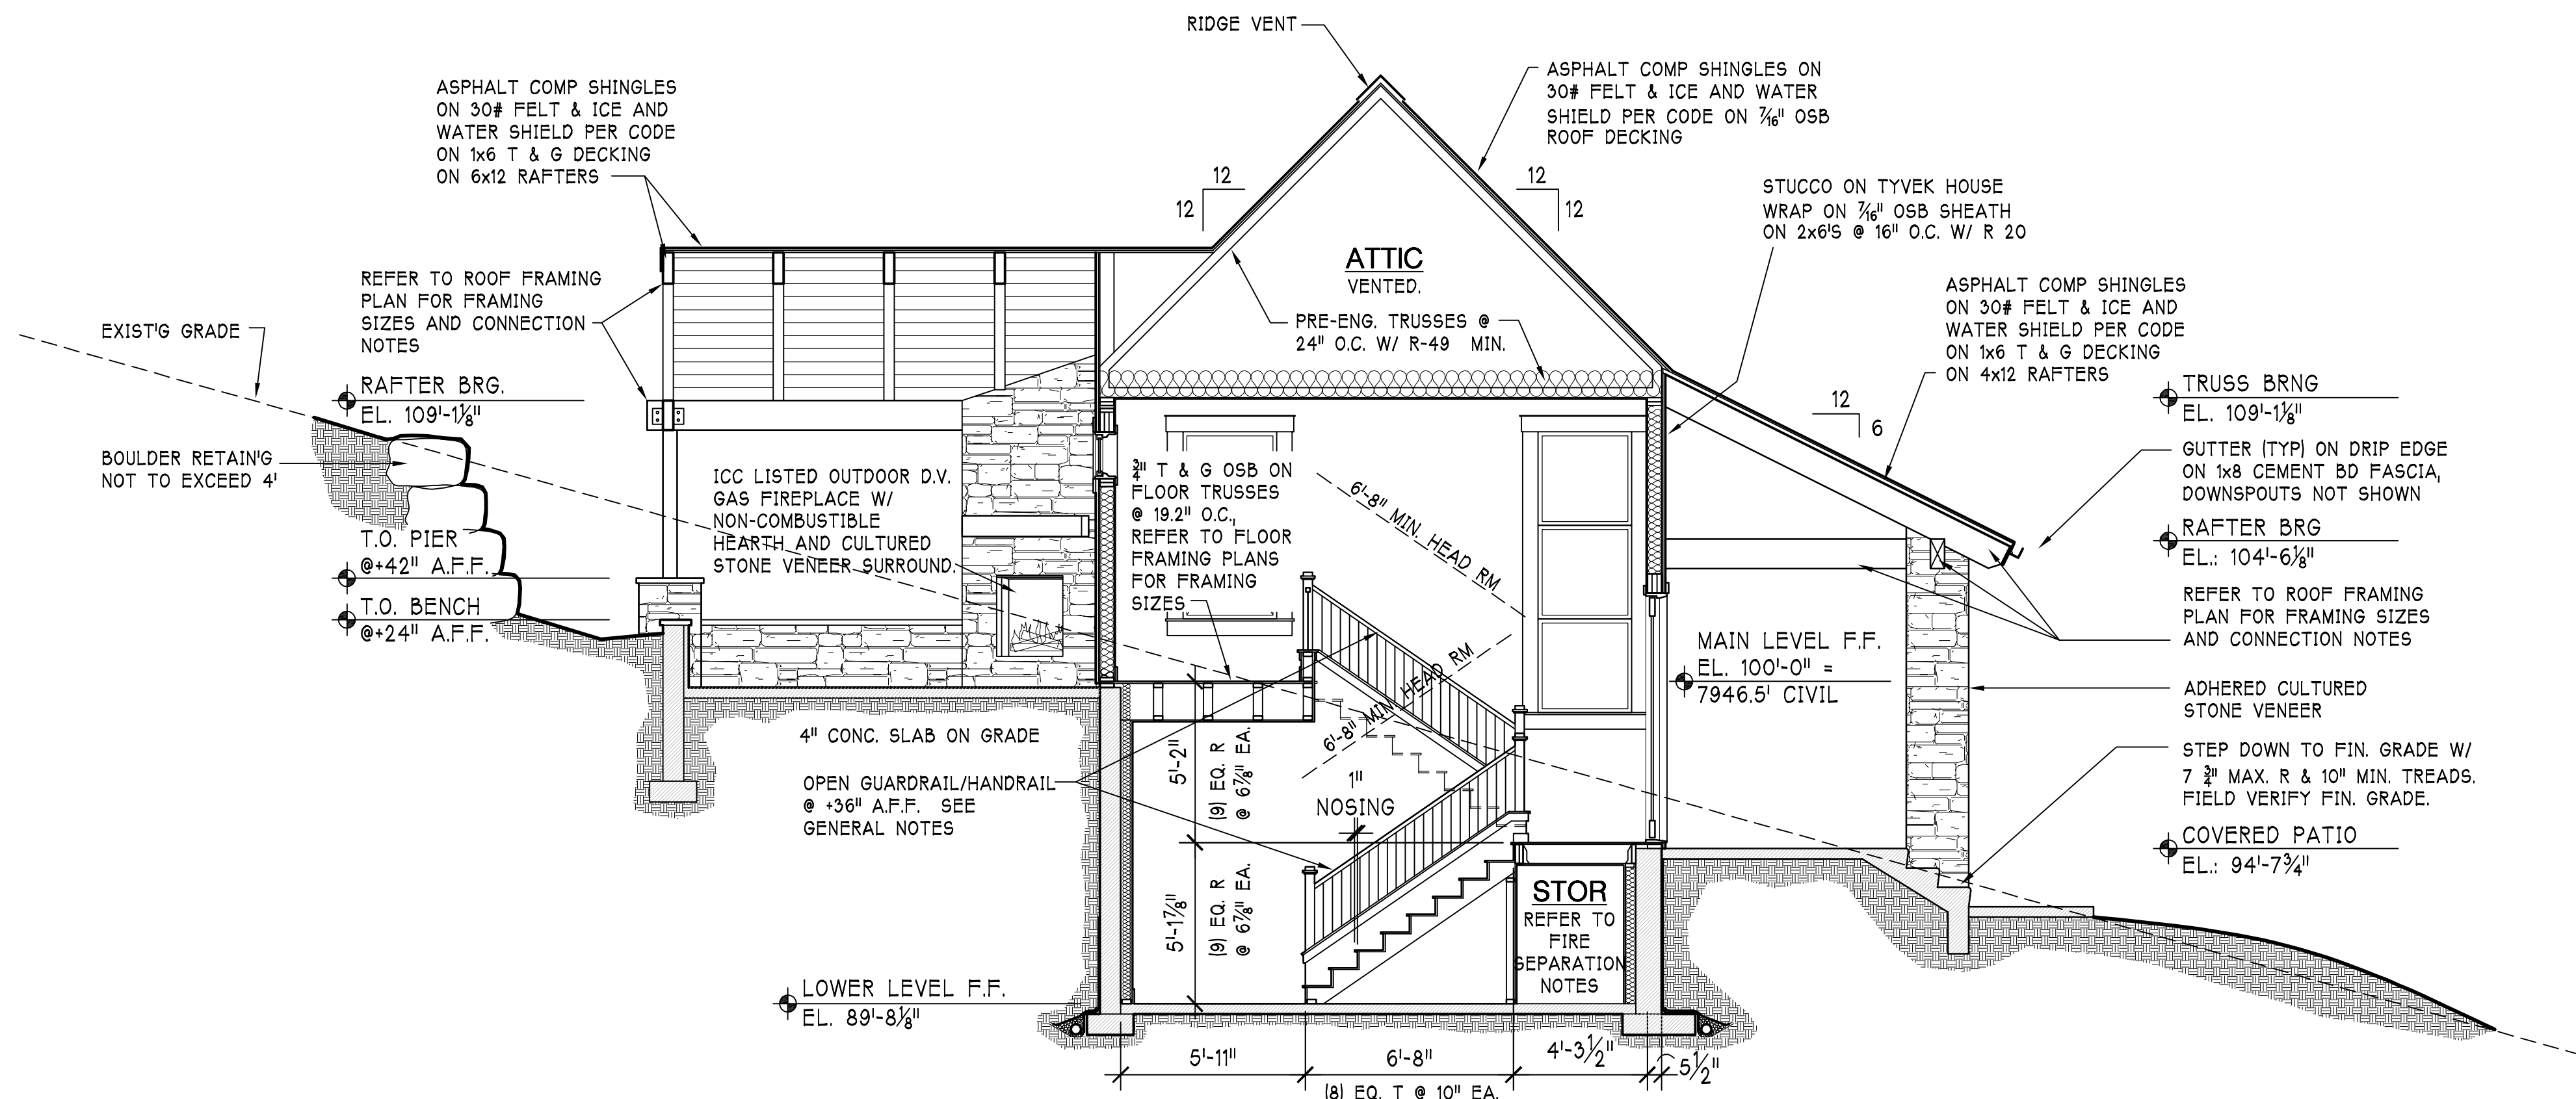 RIDGE VENT
ASPHALT COMP SHINGLES
ON 30# FELT & ICE AND
WATER SHIELD PER CODE
ON 1x6 T & G DECKING
ON 6x12 RAFTERS
ASPHALT COMP SHINGLES ON
30# FELT & ICE AND WATER
SHIELD PER CODE ON 7/16" OSB
ROOF DECKING
12
12
12
12
STUCCO ON TYVEK HOUSE
WRAP ON 7/16" OSB SHEATH
ON 2x6'S @ 16" O.C. W/ R 20
ATTIC
VENTED.
PRE-ENG. TRUSSES @
24" O.C. W/ R-49 MIN.
REFER TO ROOF FRAMING
PLAN FOR FRAMING
SIZES AND CONNECTION
NOTES
EXIST'G GRADE
RAFTER BRG.
EL. 109'-1 1/8"
BOULDER RETAIN'G
NOT TO EXCEED 4'
T.O. PIER
@+42" A.F.F.
T.O. BENCH
@+24" A.F.F.
ICC LISTED OUTDOOR D.V.
GAS FIREPLACE W/
NON-COMBUSTIBLE
HEARTH AND CULTURED
STONE VENEER SURROUND.
3/4" T & G OSB ON
FLOOR TRUSSES
@ 19.2" O.C.,
REFER TO FLOOR
FRAMING PLANS
FOR FRAMING
SIZES
6'-8" MIN. HEAD RM
6'-8" MIN. HEAD RM
ASPHALT COMP SHINGLES
ON 30# FELT & ICE AND
WATER SHIELD PER CODE
ON 1x6 T & G DECKING
ON 4x12 RAFTERS
12
6
TRUSS BRNG
EL. 109'-1 1/8"
GUTTER (TYP) ON DRIP EDGE
ON 1x8 CEMENT BD FASCIA,
DOWNSPOUTS NOT SHOWN
RAFTER BRG
EL.: 104'-6 1/8"
REFER TO ROOF FRAMING
PLAN FOR FRAMING SIZES
AND CONNECTION NOTES
MAIN LEVEL F.F.
EL. 100'-0" =
7946.5' CIVIL
ADHERED CULTURED
STONE VENEER
STEP DOWN TO FIN. GRADE W/
7 3/4" MAX. R & 10" MIN. TREADS.
FIELD VERIFY FIN. GRADE.
COVERED PATIO
EL.: 94'-7 3/4"
4" CONC. SLAB ON GRADE
OPEN GUARDRAIL/HANDRAIL
@ +36" A.F.F. SEE
GENERAL NOTES
5'-2"
(9) EQ. R
@ 6 7/8" EA.
1"
NOSING
5'-1 7/8"
(9) EQ. R
@ 6 7/8" EA.
STOR
REFER TO
FIRE
SEPARATION
NOTES
LOWER LEVEL F.F.
EL. 89'-8 1/8"
5'-11"
6'-8"
4'-3 1/2"
5 1/2"
(8) EQ. T @ 10" EA.